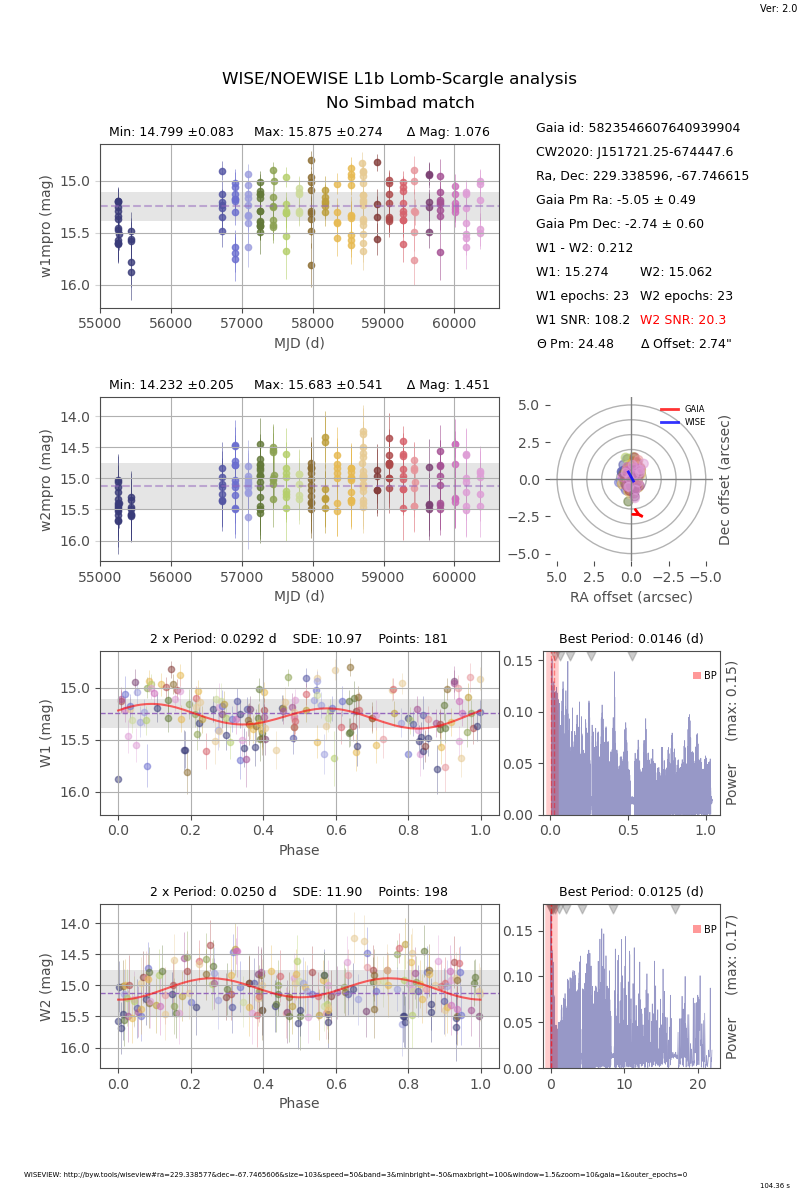 Ver: 2.0
WISE/NOEWISE L1b Lomb-Scargle analysis
No Simbad match
Min: 14.799 ±0.083 Max: 15.875 ±0.274 Δ Mag: 1.076
15.0
15.5
16.0
w1mpro (mag)
55000 56000 57000 58000 59000 60000
MJD (d)
Gaia id: 5823546607640939904
CW2020: J151721.25-674447.6
Ra, Dec: 229.338596, -67.746615
Gaia Pm Ra: -5.05 ± 0.49
Gaia Pm Dec: -2.74 ± 0.60
W1 - W2: 0.212
W1: 15.274 W2: 15.062
W1 epochs: 23 W2 epochs: 23
W1 SNR: 108.2 W2 SNR: 20.3
Θ Pm: 24.48 Δ Offset: 2.74"
Min: 14.232 ±0.205 Max: 15.683 ±0.541 Δ Mag: 1.451
14.0
14.5
15.0
15.5
16.0
w2mpro (mag)
55000 56000 57000 58000 59000 60000
MJD (d)
5.0
2.5
0.0
−2.5
−5.0
GAIA
WISE
Dec offset (arcsec)
5.0 2.5 0.0 −2.5 −5.0
RA offset (arcsec)
2 x Period: 0.0292 d SDE: 10.97 Points: 181
15.0
15.5
16.0
W1 (mag)
0.0 0.2 0.4 0.6 0.8 1.0
Phase
Best Period: 0.0146 (d)
0.15
0.10
0.05
0.00
BP
Power (max: 0.15)
0.0 0.5 1.0
2 x Period: 0.0250 d SDE: 11.90 Points: 198
14.0
14.5
15.0
15.5
16.0
W2 (mag)
0.0 0.2 0.4 0.6 0.8 1.0
Phase
Best Period: 0.0125 (d)
0.15
0.10
0.05
0.00
BP
Power (max: 0.17)
0 10 20
WISEVIEW: http://byw.tools/wiseview#ra=229.338577&dec=-67.7465606&size=103&speed=50&band=3&minbright=-50&maxbright=100&window=1.5&zoom=10&gaia=1&outer_epochs=0
104.36 s